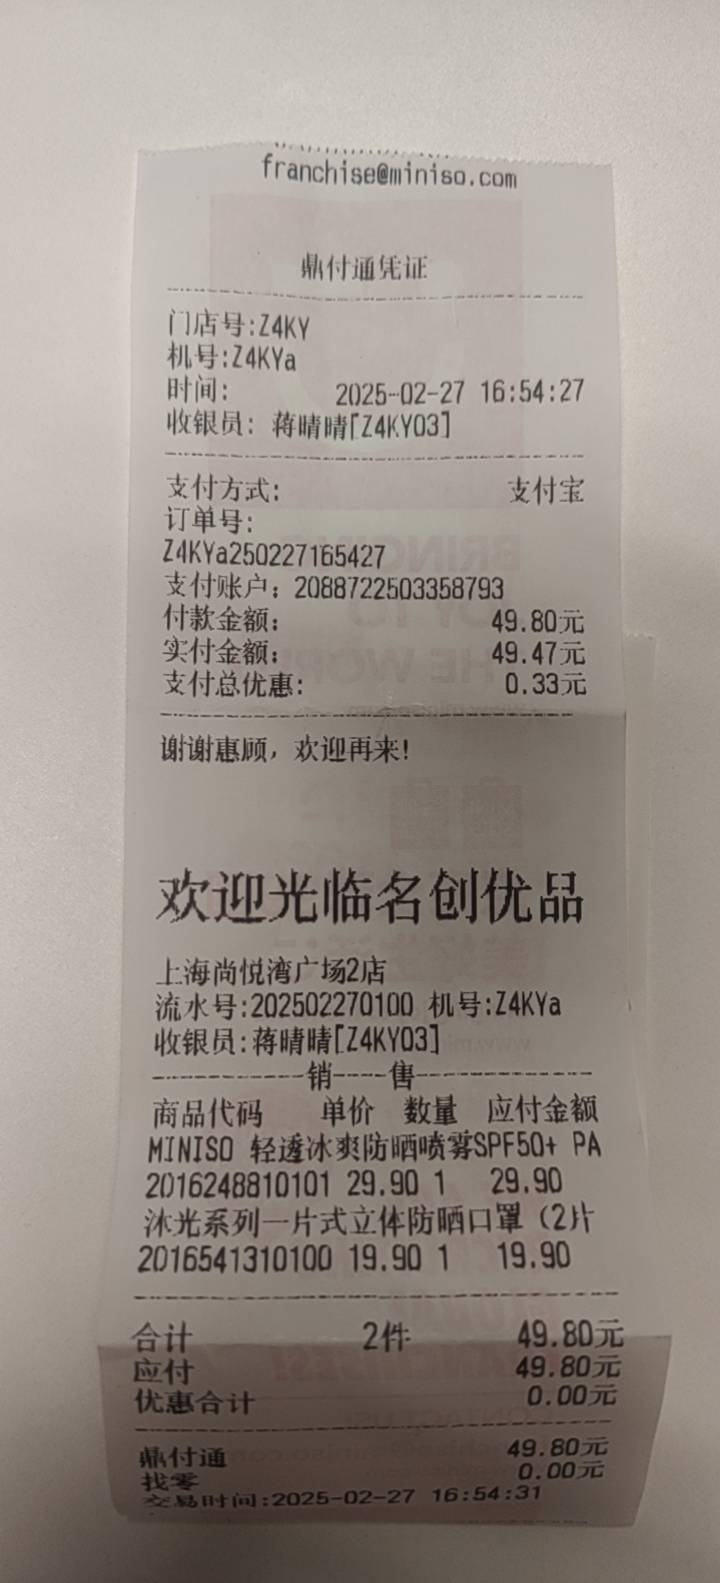 franchise@miniso.com
鼎付通凭证
门店号:Z4KY
机号:Z4KYa
时间: 2025-02-27 16:54:27
收银员: 蒋晴晴[Z4KY03]
支付方式: 支付宝
订单号:
Z4KYa250227165427
支付账户: 2088722503358793
付款金额: 49.80元
实付金额: 49.47元
支付总优惠: 0.33元
谢谢惠顾，欢迎再来!
欢迎光临名创优品
上海尚悦湾广场2店
流水号:202502270100 机号:Z4KYa
收银员:蒋晴晴[Z4KY03]
------------销----售--------------
商品代码 单价 数量 应付金额
MINISO 轻透冰爽防晒喷雾SPF50+ PA
2016248810101 29.90 1 29.90
沐光系列一片式立体防晒口罩（2片
2016541310100 19.90 1 19.90
合计 2件 49.80元
应付 49.80元
优惠合计 0.00元
鼎付通 49.80元
找零 0.00元
交易时间:2025-02-27 16:54:31